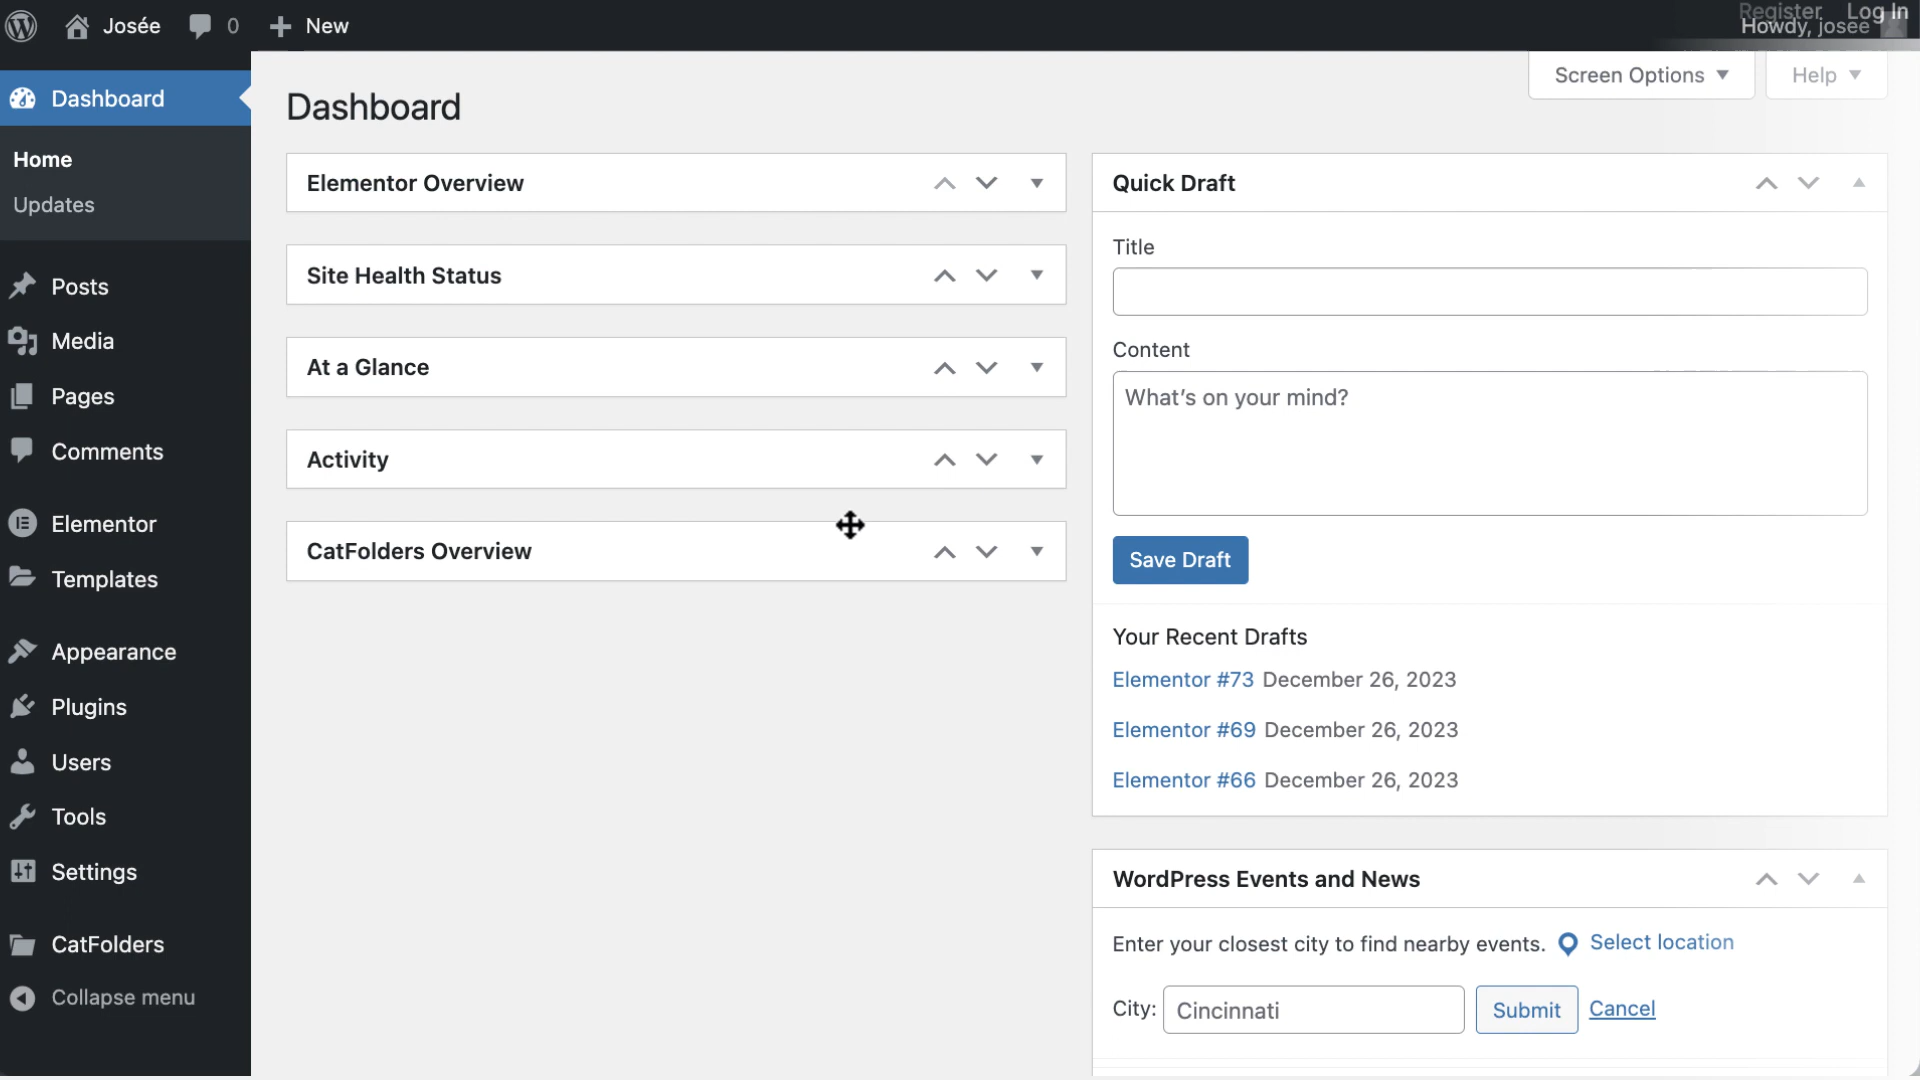 Josée 0 New
Register Log In
Howdy, josee
Screen Options Help
Dashboard
Home
Updates
Posts
Media
Pages
Comments
Elementor
Templates
Appearance
Plugins
Users
Tools
Settings
CatFolders
Collapse menu
Dashboard
Elementor Overview
Site Health Status
At a Glance
Activity
CatFolders Overview
Quick Draft
Title
Content
What's on your mind?
Save Draft
Your Recent Drafts
Elementor #73 December 26, 2023
Elementor #69 December 26, 2023
Elementor #66 December 26, 2023
WordPress Events and News
Enter your closest city to find nearby events. Select location
City: Cincinnati Submit Cancel